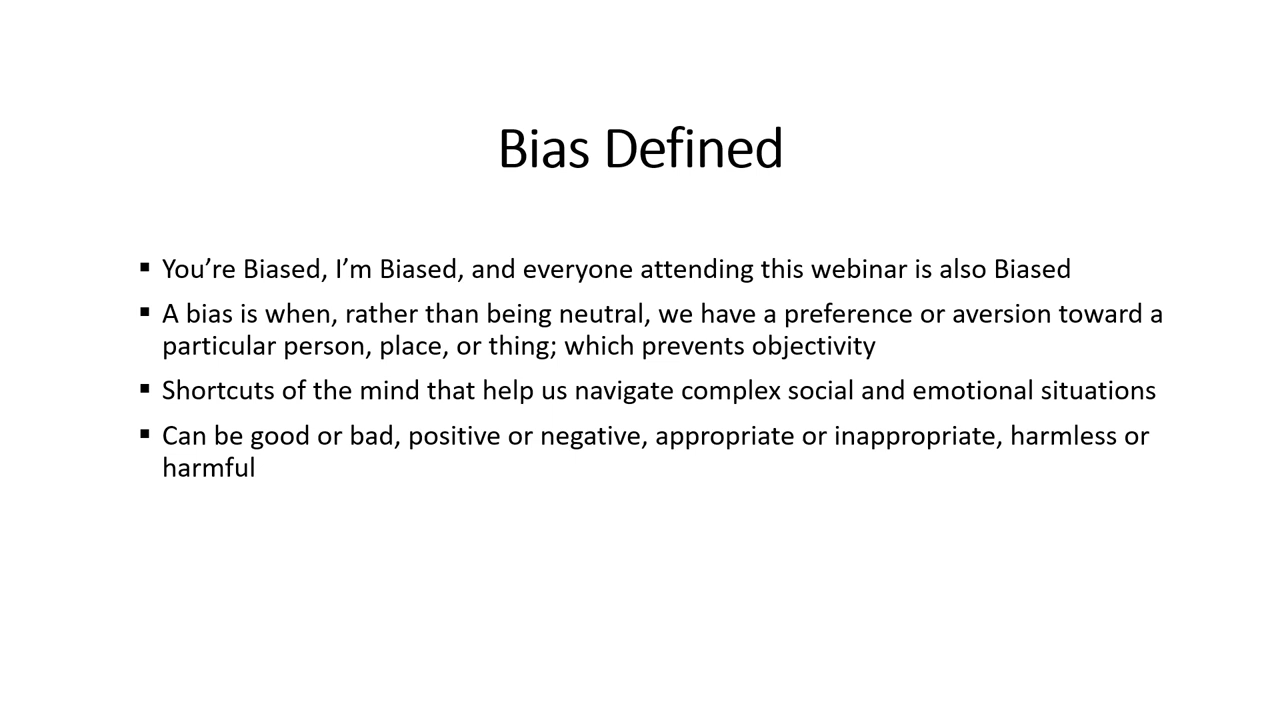 Bias Defined
▪ You’re Biased, I’m Biased, and everyone attending this webinar is also Biased
▪ A bias is when, rather than being neutral, we have a preference or aversion toward a
particular person, place, or thing; which prevents objectivity
▪ Shortcuts of the mind that help us navigate complex social and emotional situations
▪ Can be good or bad, positive or negative, appropriate or inappropriate, harmless or
harmful